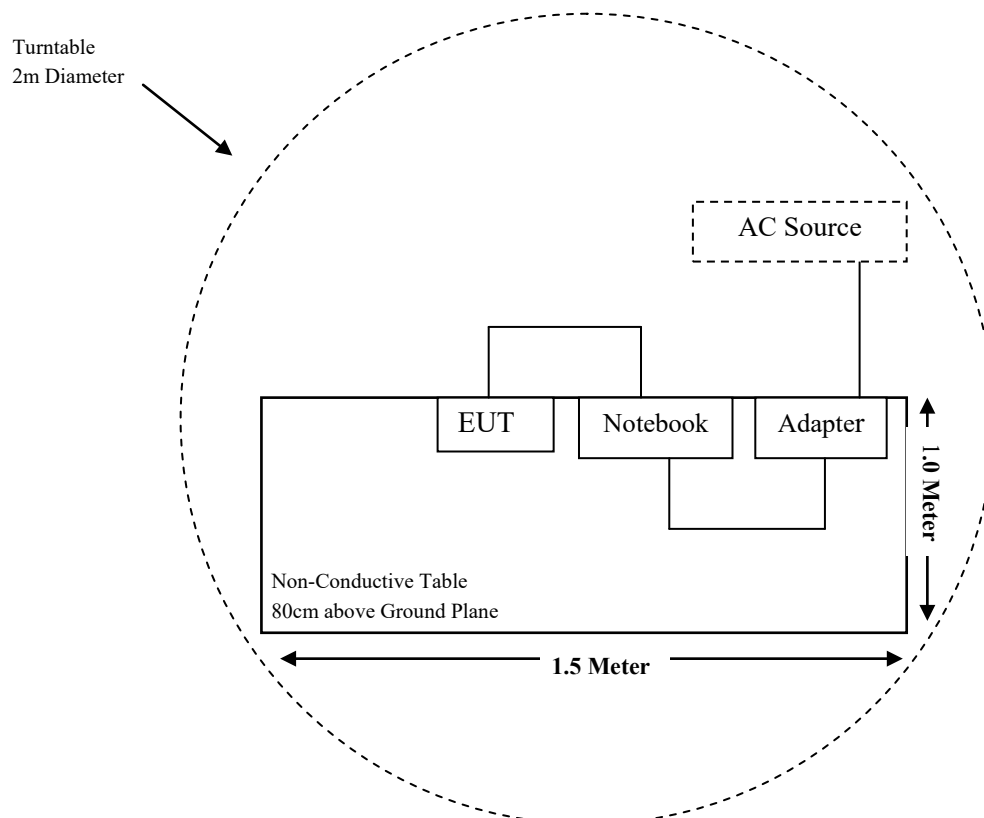 Turntable
2m Diameter
AC Source
EUT
Notebook
Adapter
1.0 Meter
Non-Conductive Table
80cm above Ground Plane
1.5 Meter